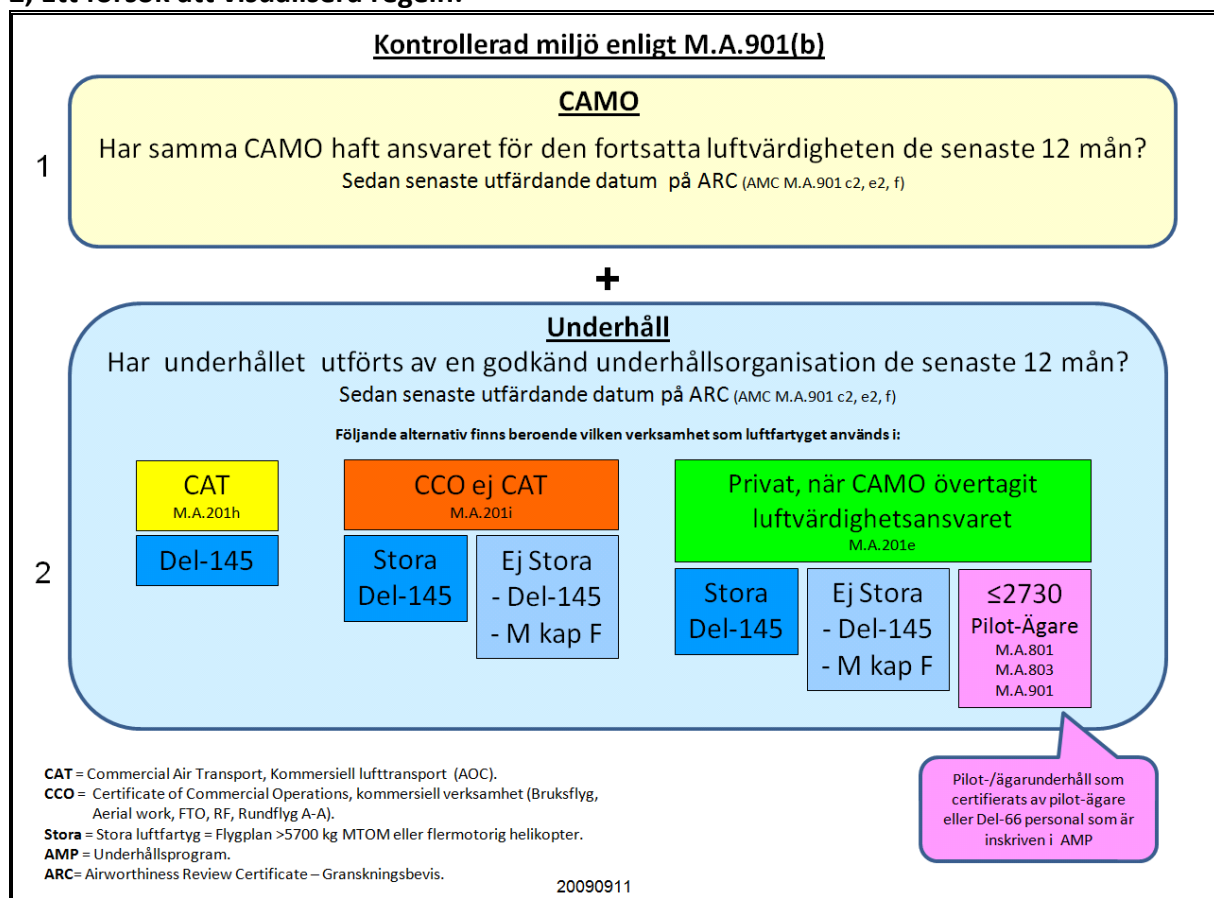 Kontrollerad miljö enligt M.A.901(b)
1
CAMO
Har samma CAMO haft ansvaret för den fortsatta luftvärdigheten de senaste 12 mån?
Sedan senaste utfärdande datum på ARC (AMC M.A.901 c2, e2, f)
+
2
Underhåll
Har underhållet utförts av en godkänd underhållsorganisation de senaste 12 mån?
Sedan senaste utfärdande datum på ARC (AMC M.A.901 c2, e2, f)
Följande alternativ finns beroende vilken verksamhet som luftfartyget används i:
CAT
M.A.201h
Del-145
CCO ej CAT
M.A.201i
Stora
Del-145
Ej Stora
- Del-145
- M kap F
Privat, när CAMO övertagit
luftvärdighetsansvaret
M.A.201e
Stora
Del-145
Ej Stora
- Del-145
- M kap F
≤2730
Pilot-Ägare
M.A.801
M.A.803
M.A.901
Pilot-/ägarunderhåll som
certifierats av pilot-ägare
eller Del-66 personal som är
inskriven i AMP
CAT = Commercial Air Transport, Kommersiell lufttransport (AOC).
CCO = Certificate of Commercial Operations, kommersiell verksamhet (Bruksflyg,
Aerial work, FTO, RF, Rundflyg A-A).
Stora = Stora luftfartyg = Flygplan >5700 kg MTOM eller flermotorig helikopter.
AMP = Underhållsprogram.
ARC= Airworthiness Review Certificate – Granskningsbevis.
20090911